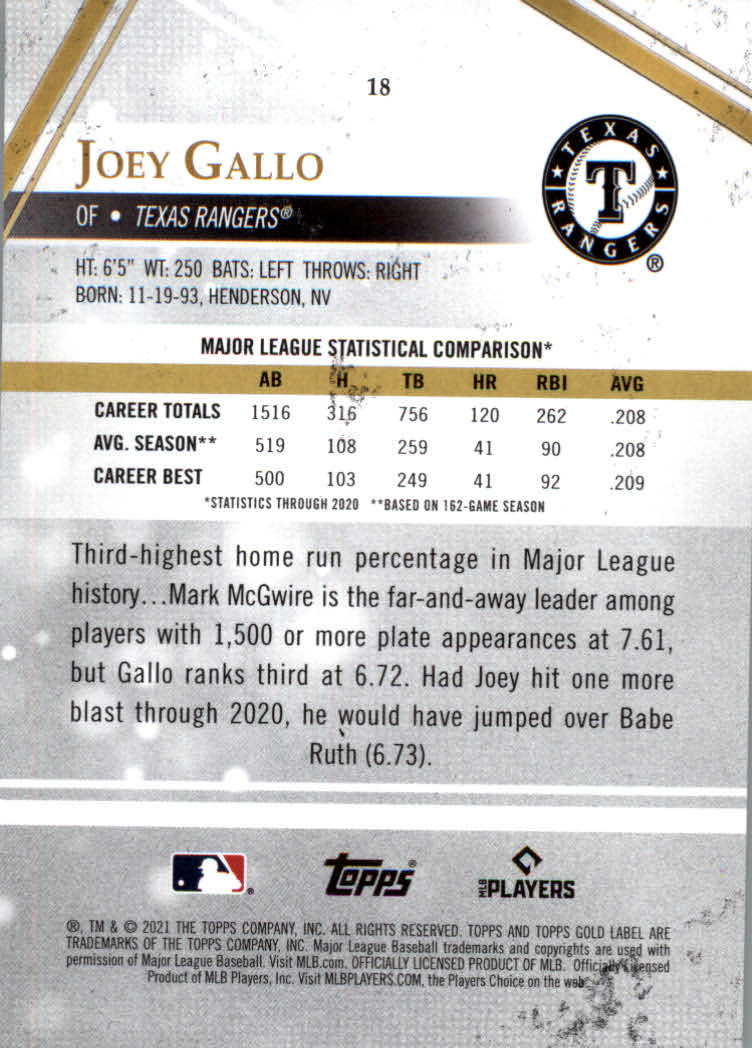 18
JOEY GALLO
OF • TEXAS RANGERS®
TEXAS RANGERS
T
®
HT: 6'5" WT: 250 BATS: LEFT THROWS: RIGHT
BORN: 11-19-93, HENDERSON, NV
MAJOR LEAGUE STATISTICAL COMPARISON*
AB H TB HR RBI AVG
CAREER TOTALS 1516 316 756 120 262 .208
AVG. SEASON** 519 108 259 41 90 .208
CAREER BEST 500 103 249 41 92 .209
*STATISTICS THROUGH 2020 **BASED ON 162-GAME SEASON
Third-highest home run percentage in Major League
history...Mark McGwire is the far-and-away leader among
players with 1,500 or more plate appearances at 7.61,
but Gallo ranks third at 6.72. Had Joey hit one more
blast through 2020, he would have jumped over Babe
Ruth (6.73).
Topps® MLB PLAYERS
®, TM & © 2021 THE TOPPS COMPANY, INC. ALL RIGHTS RESERVED. TOPPS AND TOPPS GOLD LABEL ARE
TRADEMARKS OF THE TOPPS COMPANY, INC. Major League Baseball trademarks and copyrights are used with
permission of Major League Baseball. Visit MLB.com. OFFICIALLY LICENSED PRODUCT OF MLB. Officially Licensed
Product of MLB Players, Inc. Visit MLBPLAYERS.COM, the Players Choice on the web.